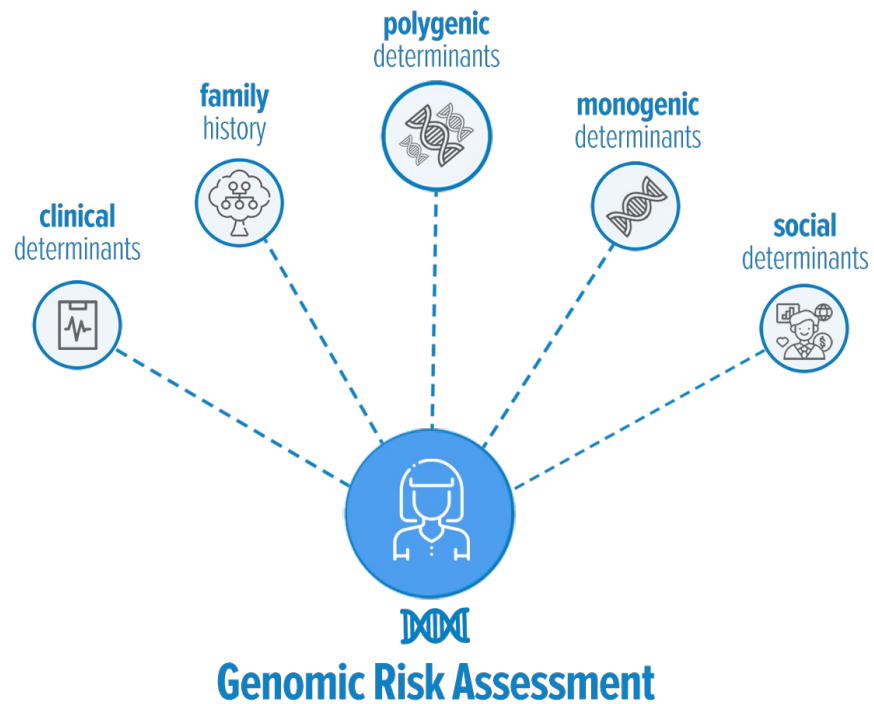 polygenic
determinants
family
history
monogenic
determinants
clinical
determinants
social
determinants
$
Genomic Risk Assessment